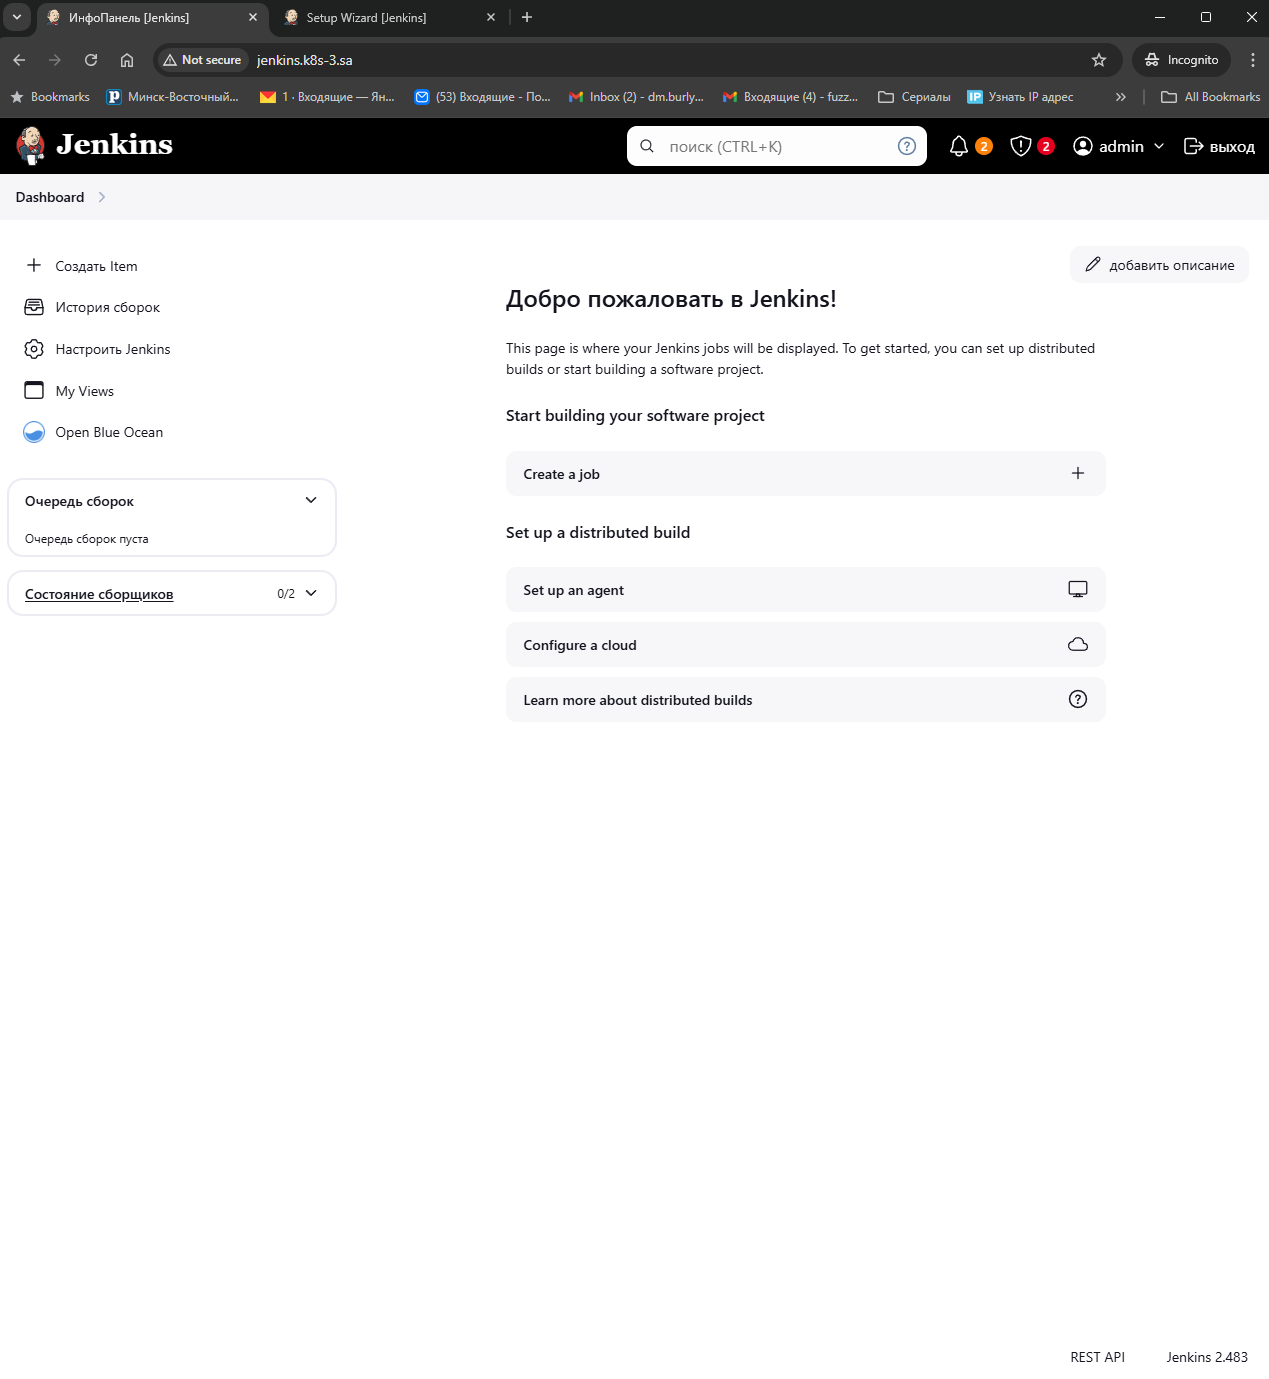 ИнфоПанель [Jenkins]
Setup Wizard [Jenkins]
Not secure
jenkins.k8s-3.sa
Incognito
Bookmarks
Минск-Восточный...
1 · Входящие — Ян...
(53) Входящие - По...
Inbox (2) - dm.burly...
Входящие (4) - fuzz...
Сериалы
IP
Узнать IP адрес
All Bookmarks
Jenkins
поиск (CTRL+K)
2
2
admin
выход
Dashboard
Создать Item
История сборок
Настроить Jenkins
My Views
Open Blue Ocean
Очередь сборок
Очередь сборок пуста
Состояние сборщиков
0/2
добавить описание
Добро пожаловать в Jenkins!
This page is where your Jenkins jobs will be displayed. To get started, you can set up distributed
builds or start building a software project.
Start building your software project
Create a job
Set up a distributed build
Set up an agent
Configure a cloud
Learn more about distributed builds
REST API
Jenkins 2.483